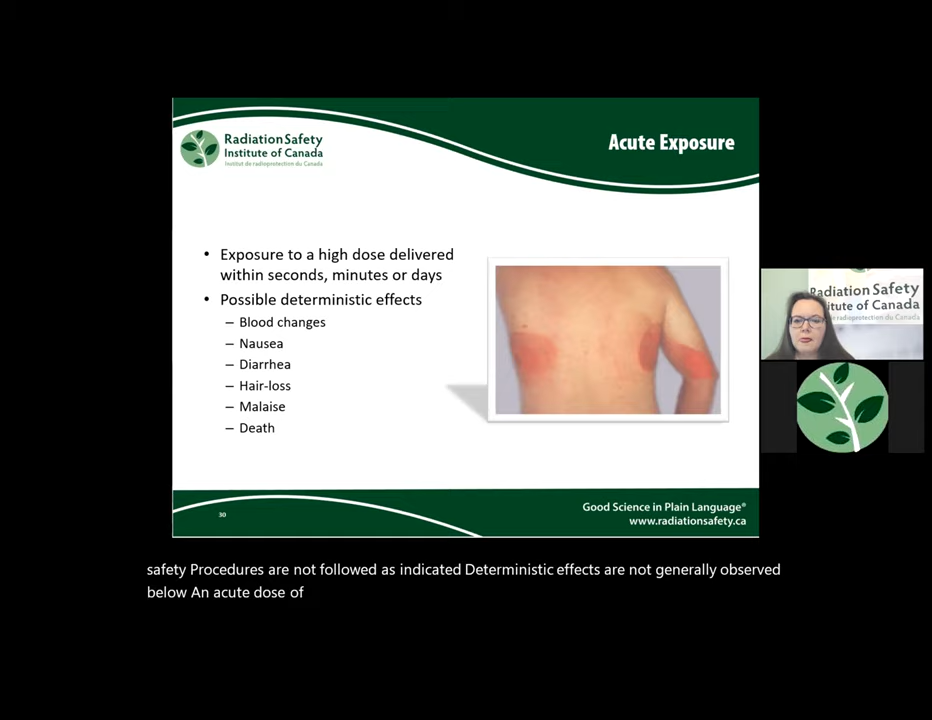 RadiationSafety
Institute of Canada
Institut de radioprotection du Canada
Acute Exposure
• Exposure to a high dose delivered
within seconds, minutes or days
• Possible deterministic effects
– Blood changes
– Nausea
– Diarrhea
– Hair-loss
– Malaise
– Death
30
Good Science in Plain Language®
www.radiationsafety.ca
Radiation Safety
itute of Canada
de radioprotection du Canada
safety Procedures are not followed as indicated Deterministic effects are not generally observed
below An acute dose of